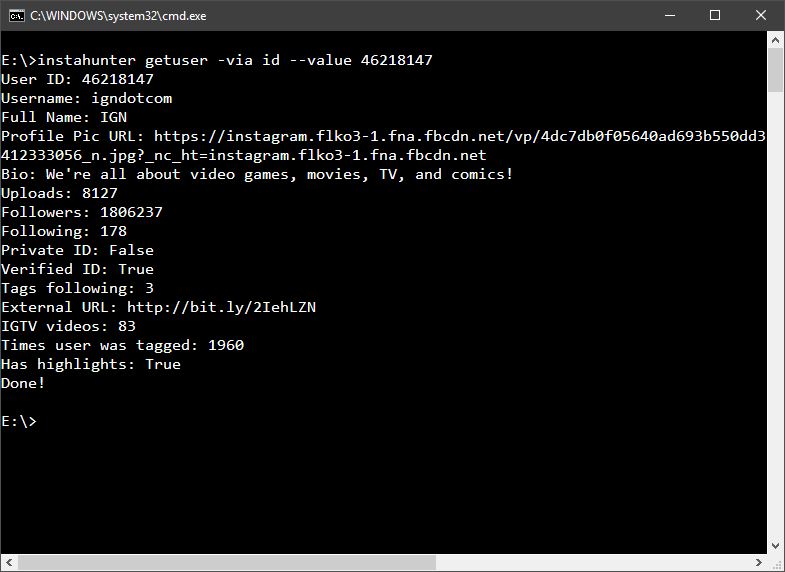 C:\WINDOWS\system32\cmd.exe
E:\>instahunter getuser -via id --value 46218147
User ID: 46218147
Username: igndotcom
Full Name: IGN
Profile Pic URL: https://instagram.flko3-1.fna.fbcdn.net/vp/4dc7db0f05640ad693b550dd3
412333056_n.jpg?_nc_ht=instagram.flko3-1.fna.fbcdn.net
Bio: We're all about video games, movies, TV, and comics!
Uploads: 8127
Followers: 1806237
Following: 178
Private ID: False
Verified ID: True
Tags following: 3
External URL: http://bit.ly/2IehLZN
IGTV videos: 83
Times user was tagged: 1960
Has highlights: True
Done!
E:\>